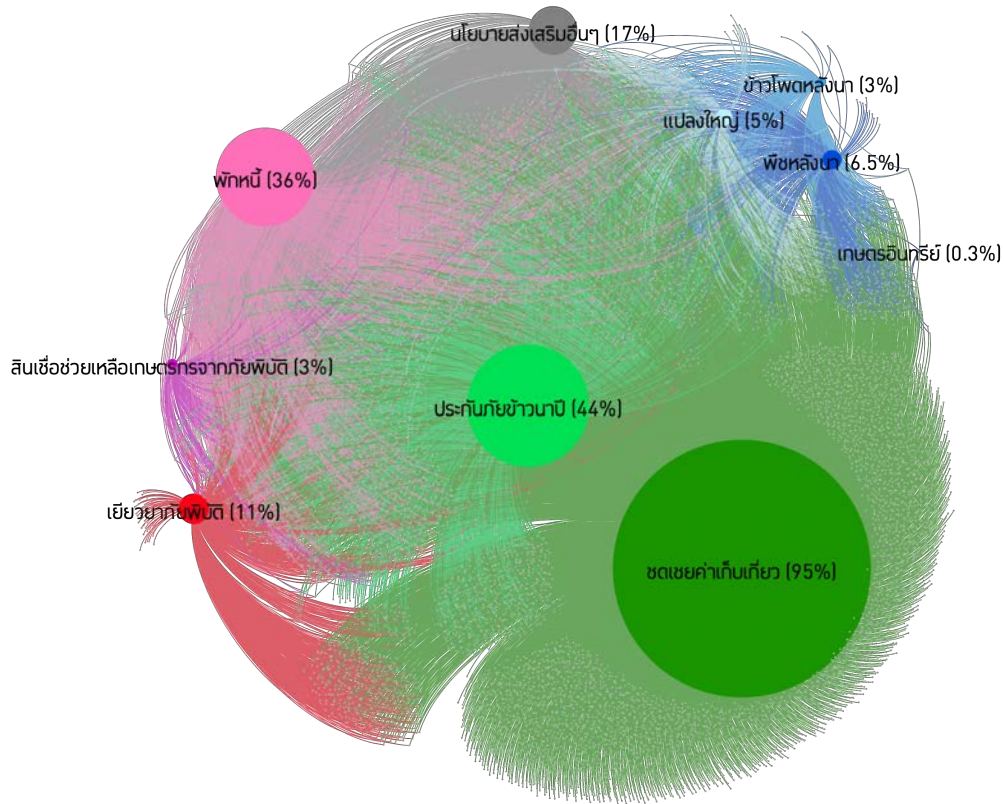 นโยบายส่งเสริมอื่นๆ (17%)
ข้าวโพดหลังนา (3%)
แปลงใหญ่ (5%)
พืชหลังนา (6.5%)
พักหนี้ (36%)
เกษตรอินทรีย์ (0.3%)
สินเชื่อช่วยเหลือเกษตรกรจากภัยพิบัติ (3%)
ประกันภัยข้าวนาปี (44%)
เยียวยาภัยพิบัติ (11%)
ชดเชยค่าเก็บเกี่ยว (95%)